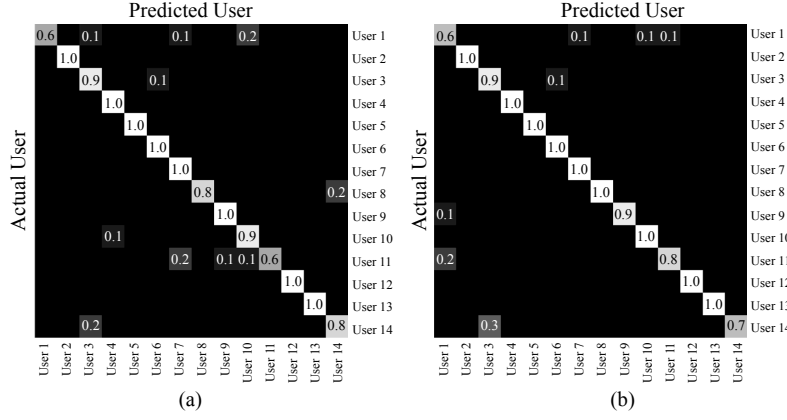 Predicted User
Predicted User
Actual User
0.6 0.1 0.1 0.2 User 1
1.0 User 2
0.9 0.1 User 3
1.0 User 4
1.0 User 5
1.0 User 6
1.0 User 7
0.8 0.2 User 8
1.0 User 9
0.1 0.9 User 10
0.2 0.1 0.1 0.6 User 11
1.0 User 12
1.0 User 13
0.2 0.8 User 14
User 1 User 2 User 3 User 4 User 5 User 6 User 7 User 8 User 9 User 10 User 11 User 12 User 13 User 14
(a)
Actual User
0.6 0.1 0.1 0.1 User 1
1.0 User 2
0.9 0.1 User 3
1.0 User 4
1.0 User 5
1.0 User 6
1.0 User 7
1.0 User 8
0.1 0.9 User 9
1.0 User 10
0.2 0.8 User 11
1.0 User 12
1.0 User 13
0.3 0.7 User 14
User 1 User 2 User 3 User 4 User 5 User 6 User 7 User 8 User 9 User 10 User 11 User 12 User 13 User 14
(b)